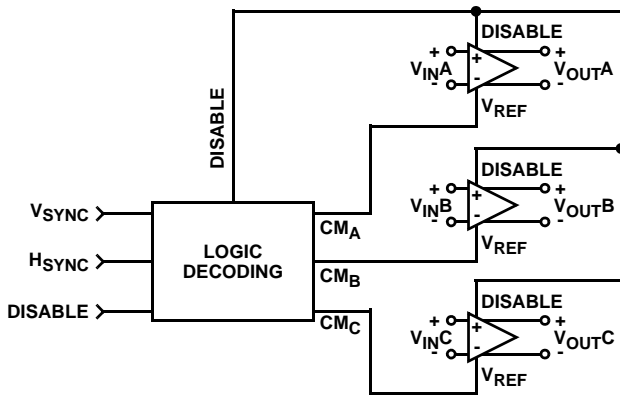 DISABLE
DISABLE
+ +
V_INA + - V_OUTA
- -
V_REF
DISABLE
+ +
V_INB + - V_OUTB
- -
V_REF
DISABLE
+ +
V_INC + - V_OUTC
- -
V_REF
V_SYNC
H_SYNC
DISABLE
LOGIC
DECODING
CM_A
CM_B
CM_C